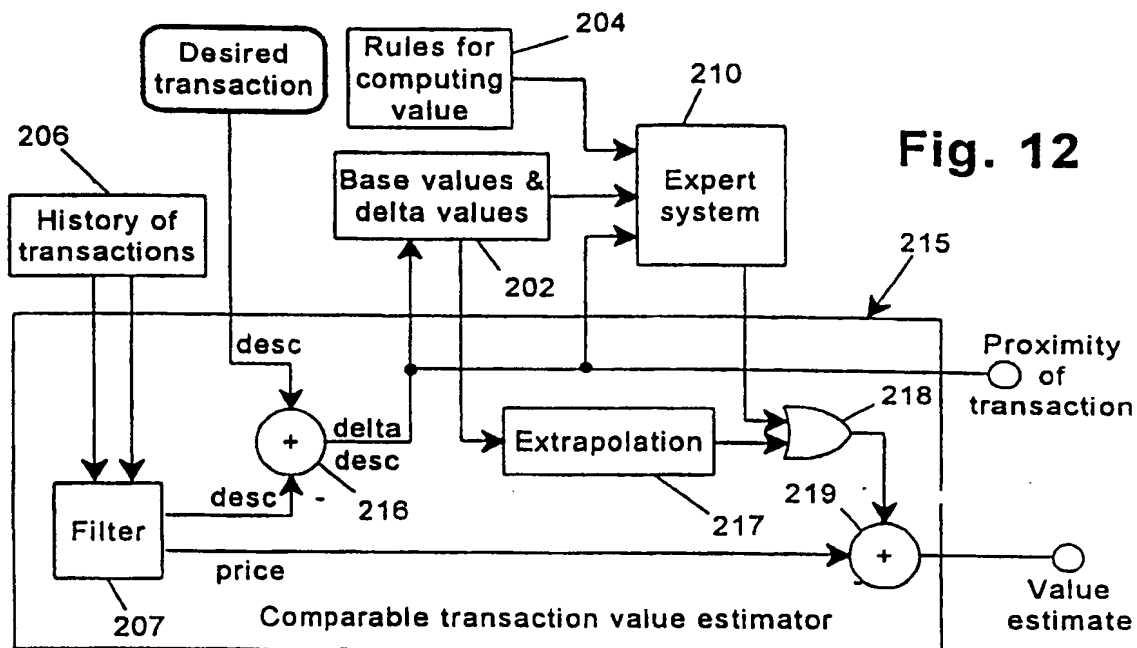 204
Desired
transaction
Rules for
computing
value
210
Fig. 12
206
Base values &
delta values
Expert
system
History of
transactions
202
215
desc
Proximity
of
transaction
218
+
delta
desc
Extrapolation
desc
-
216
219
Filter
217
+
price
Value
estimate
207
Comparable transaction value estimator